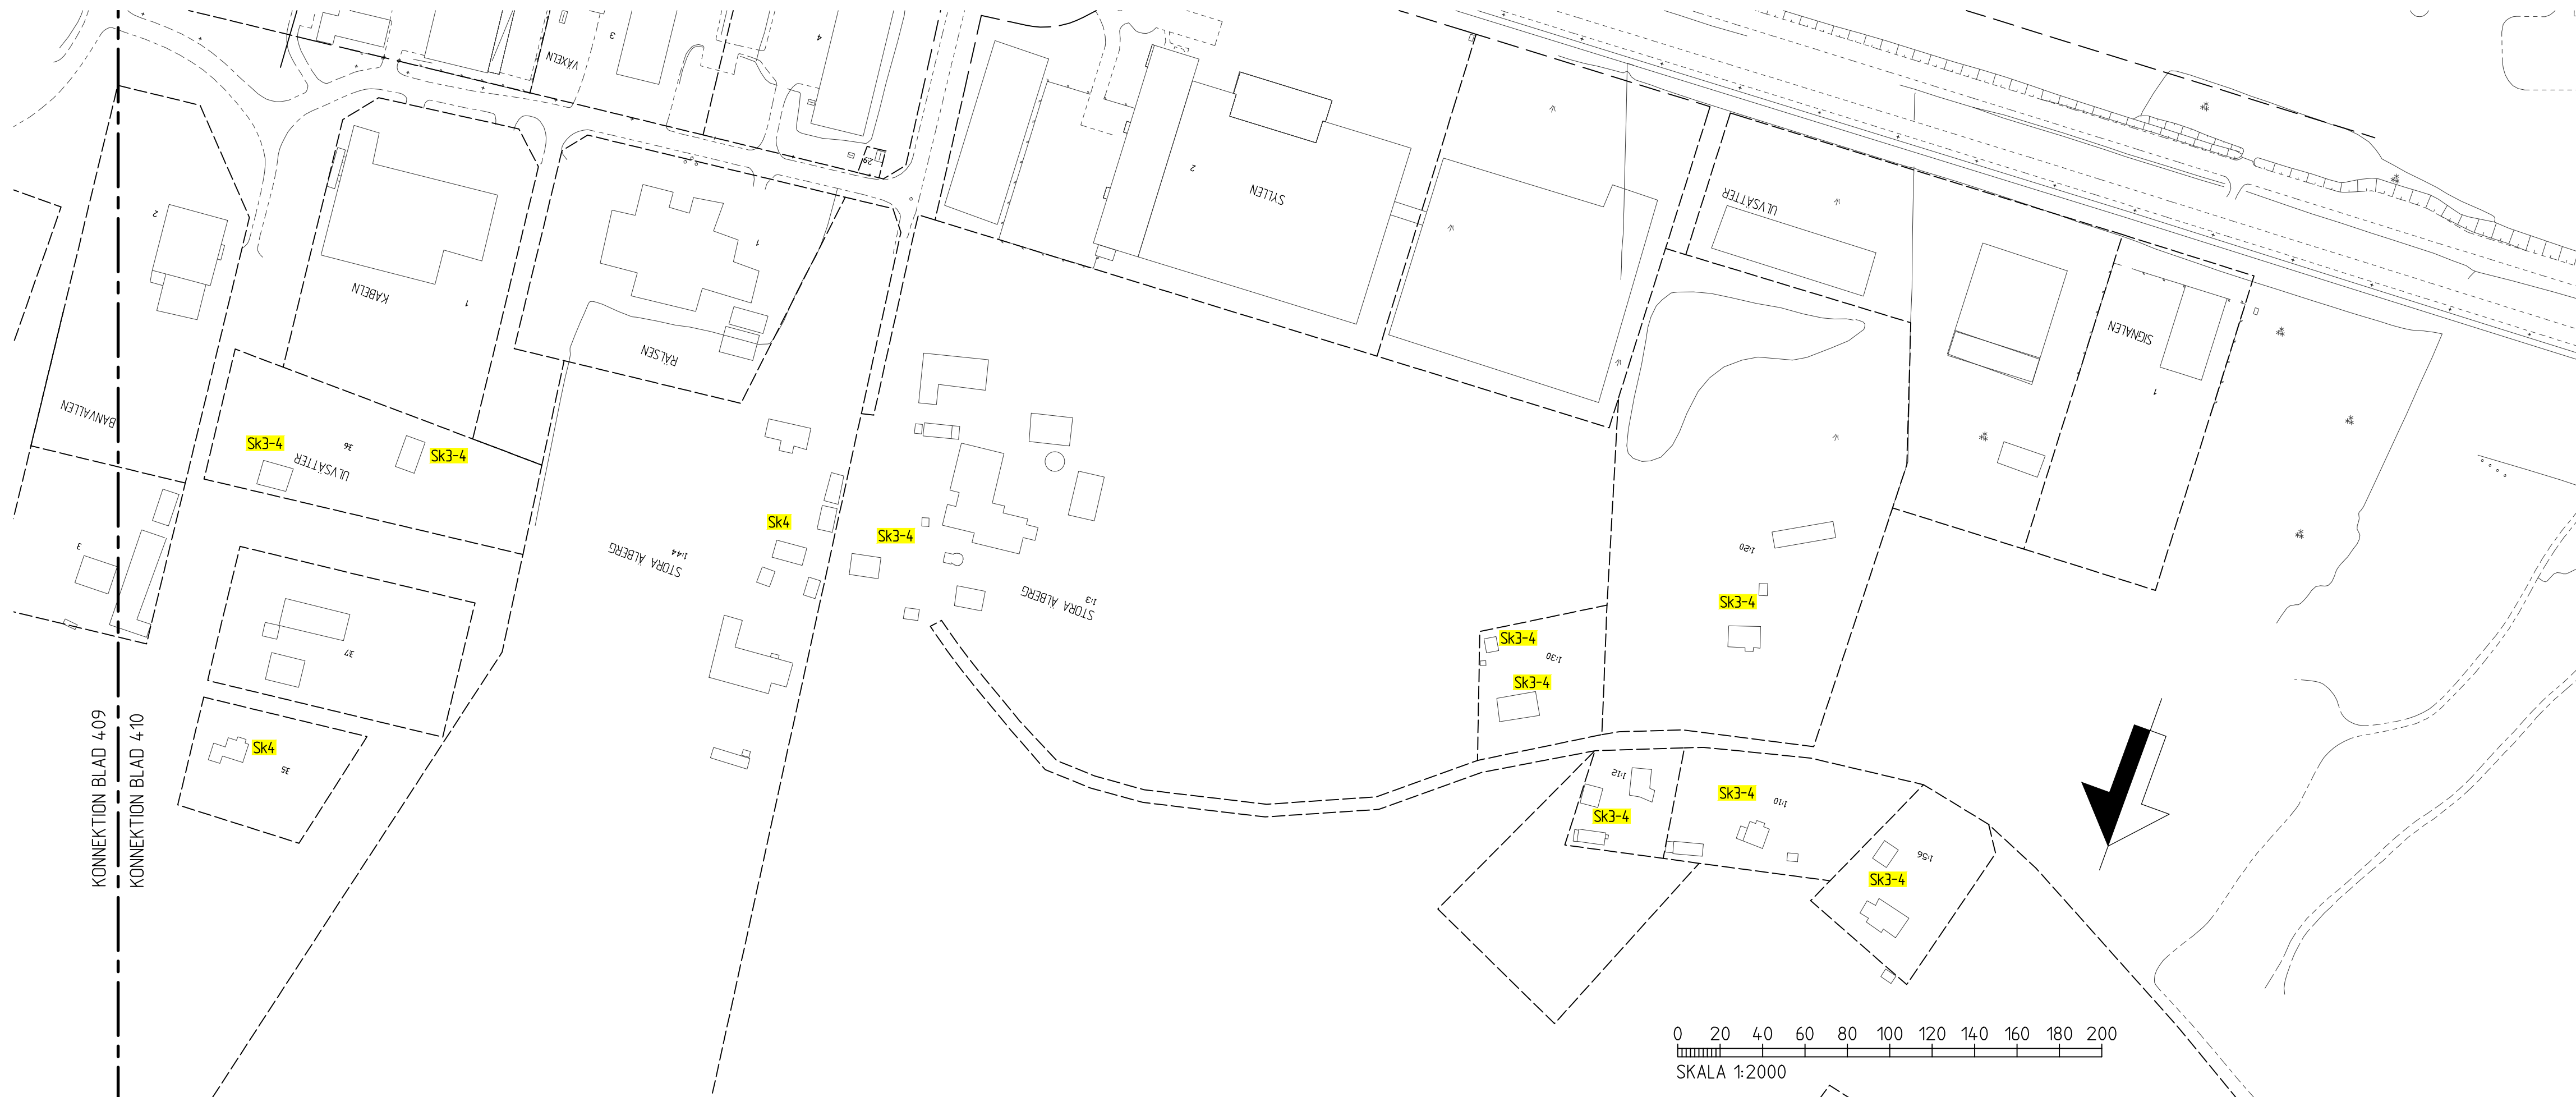 3
4
VÄXELN
29
2
2
SYLLEN
ULVSÄTTER
KABELN
1
1
RÄLSEN
SIGNALEN
1
BANVALLEN
Sk3-4
36
ULVSÄTTER
Sk3-4
Sk4
Sk3-4
3
STORA ÄLBERG
1:44
1:20
STORA ÄLBERG
1:3
Sk3-4
Sk3-4
1:30
Sk3-4
37
KONNEKTION BLAD 409
KONNEKTION BLAD 410
Sk4
35
1:12
Sk3-4
1:10
Sk3-4
1:56
Sk3-4
0 20 40 60 80 100 120 140 160 180 200
SKALA 1:2000